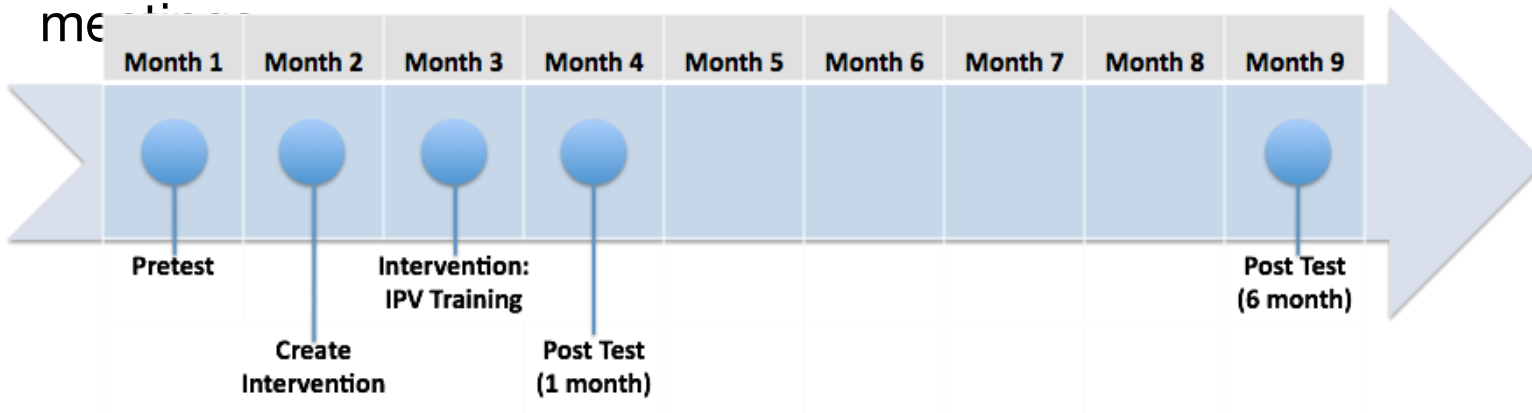 meetings
Month 1 Month 2 Month 3 Month 4 Month 5 Month 6 Month 7 Month 8 Month 9
Pretest
Intervention:
IPV Training
Post Test
(6 month)
Create
Intervention
Post Test
(1 month)